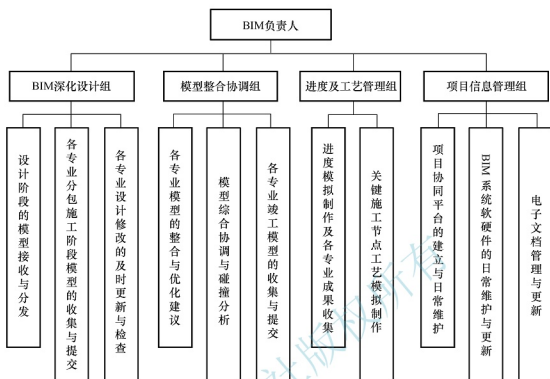 BIM负责人
BIM深化设计组
模型整合协调组
进度及工艺管理组
项目信息管理组
设计阶段的模型接收与分发
各专业分包施工阶段模型的收集与提交
各专业设计修改的及时更新与检查
各专业模型的整合与优化建议
模型综合协调与碰撞分析
各专业竣工模型的收集与提交
进度模拟制作及各专业成果收集
关键施工节点工艺模拟制作
项目协同平台的建立与日常维护
BIM 系统软硬件的日常维护与更新
电子文档管理与更新
社版权所有